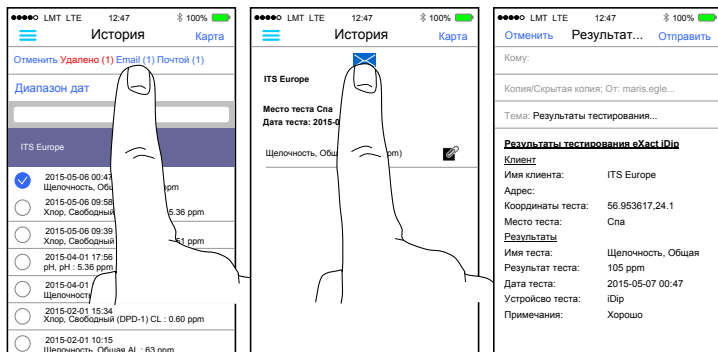 LMT LTE 12:47 100%
История Карта
Отменить Удалено (1) Email (1) Почтой (1)
Диапазон дат
ITS Europe
2015-05-06 00:47
Щелочность, Общ ppm
2015-05-06 09:58
Хлор, Свободный 5.36 ppm
2015-05-06 09:39
Хлор, Свободный 51 ppm
2015-04-01 17:56
pH, pH : 5.36 ppm
2015-04-01
Щелочность
2015-02-01 15:34
Хлор, Свободный (DPD-1) CL : 0.60 ppm
2015-02-01 10:15
Щелочность, Общая AL : 63 ppm
LMT LTE 12:47 100%
История Карта
ITS Europe
Место теста Спа
Дата теста: 2015-0
Щелочность, Общ pm)
LMT LTE 12:47 100%
Отменить Результат... Отправить
Кому:
Копия/Скрытая копия; От: maris.egle...
Тема: Результаты тестирования...
Результаты тестирования eXact iDip
Клиент
Имя клиента: ITS Europe
Адрес:
Координаты теста: 56.953617,24.1
Место теста: Спа
Результаты
Имя теста: Щелочность, Общая
Результат теста: 105 ppm
Дата теста: 2015-05-07 00:47
Устройсво теста: iDip
Примечания: Хорошо